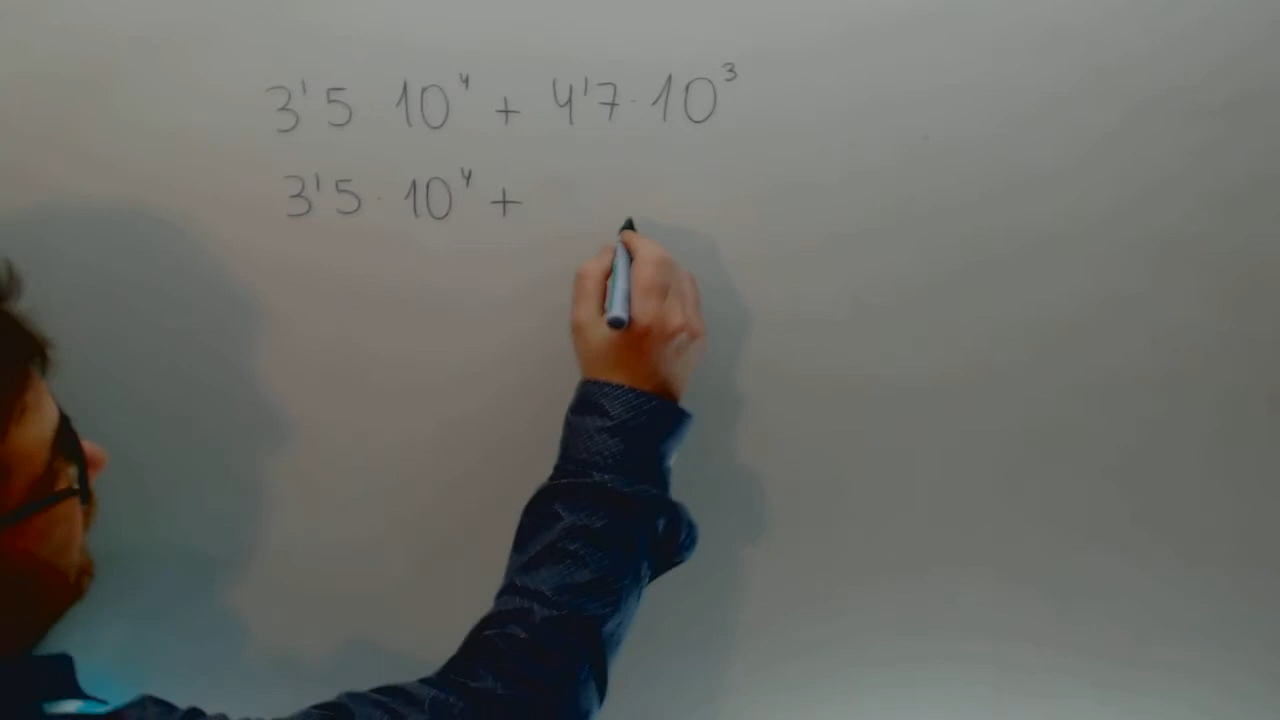 3'5 · 10⁴ + 4'7 · 10³
3'5 · 10⁴ +